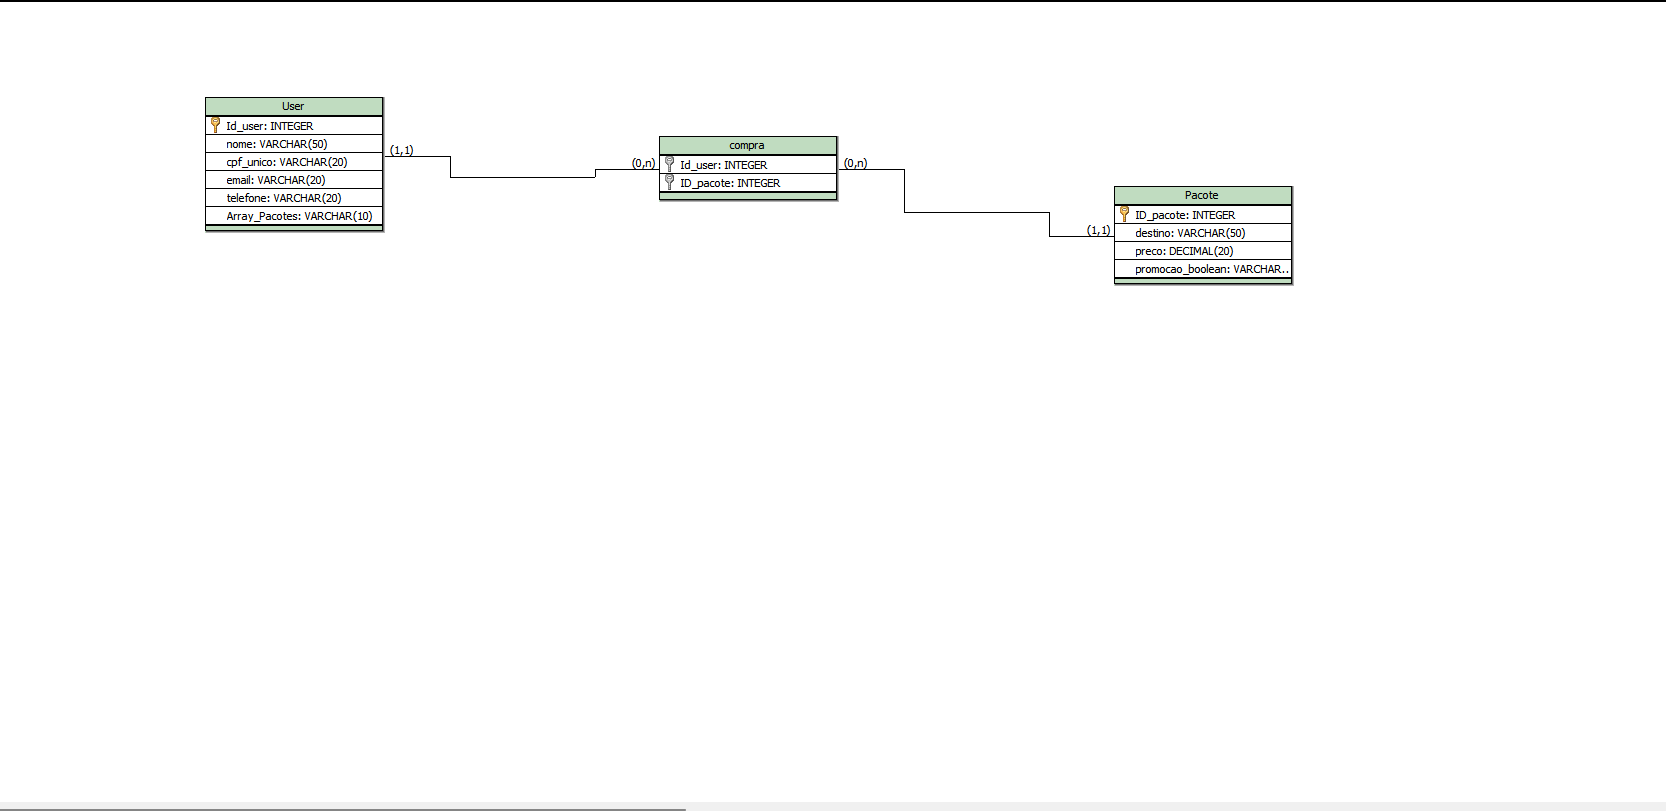 User
Id_user: INTEGER
nome: VARCHAR(50)
cpf_unico: VARCHAR(20)
email: VARCHAR(20)
telefone: VARCHAR(20)
Array_Pacotes: VARCHAR(10)
(1,1)
(0,n)
compra
Id_user: INTEGER
ID_pacote: INTEGER
(0,n)
(1,1)
Pacote
ID_pacote: INTEGER
destino: VARCHAR(50)
preco: DECIMAL(20)
promocao_boolean: VARCHAR..